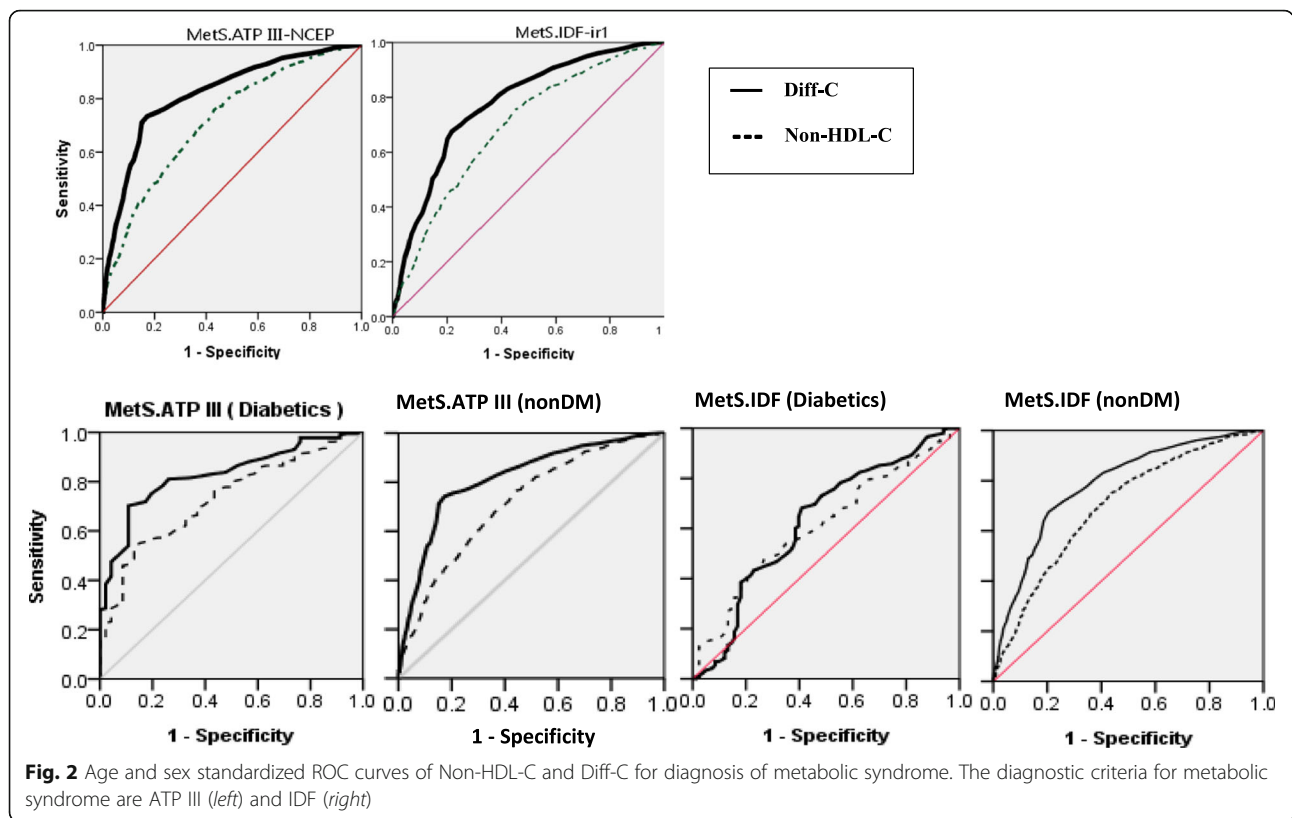 MetS.ATP III-NCEP
MetS.IDF-ir1
1.0
0.8
0.6
0.4
0.2
0.0
Sensitivity
0.0 0.2 0.4 0.6 0.8 1.0
1 - Specificity
1.0
0.8
0.6
0.4
0.2
0.0
0.0 0.2 0.4 0.6 0.8 1.0
1 - Specificity
Diff-C
Non-HDL-C
MetS.ATP III ( Diabetics )
1.0
0.8
0.6
0.4
0.2
0.0
Sensitivity
0.0 0.2 0.4 0.6 0.8 1.0
1 - Specificity
MetS.ATP III (nonDM)
0.0 0.2 0.4 0.6 0.8 1.0
1 - Specificity
MetS.IDF (Diabetics)
0.0 0.2 0.4 0.6 0.8 1.0
1 - Specificity
MetS.IDF (nonDM)
0.0 0.2 0.4 0.6 0.8 1.0
1 - Specificity
Fig. 2 Age and sex standardized ROC curves of Non-HDL-C and Diff-C for diagnosis of metabolic syndrome. The diagnostic criteria for metabolic
syndrome are ATP III (left) and IDF (right)